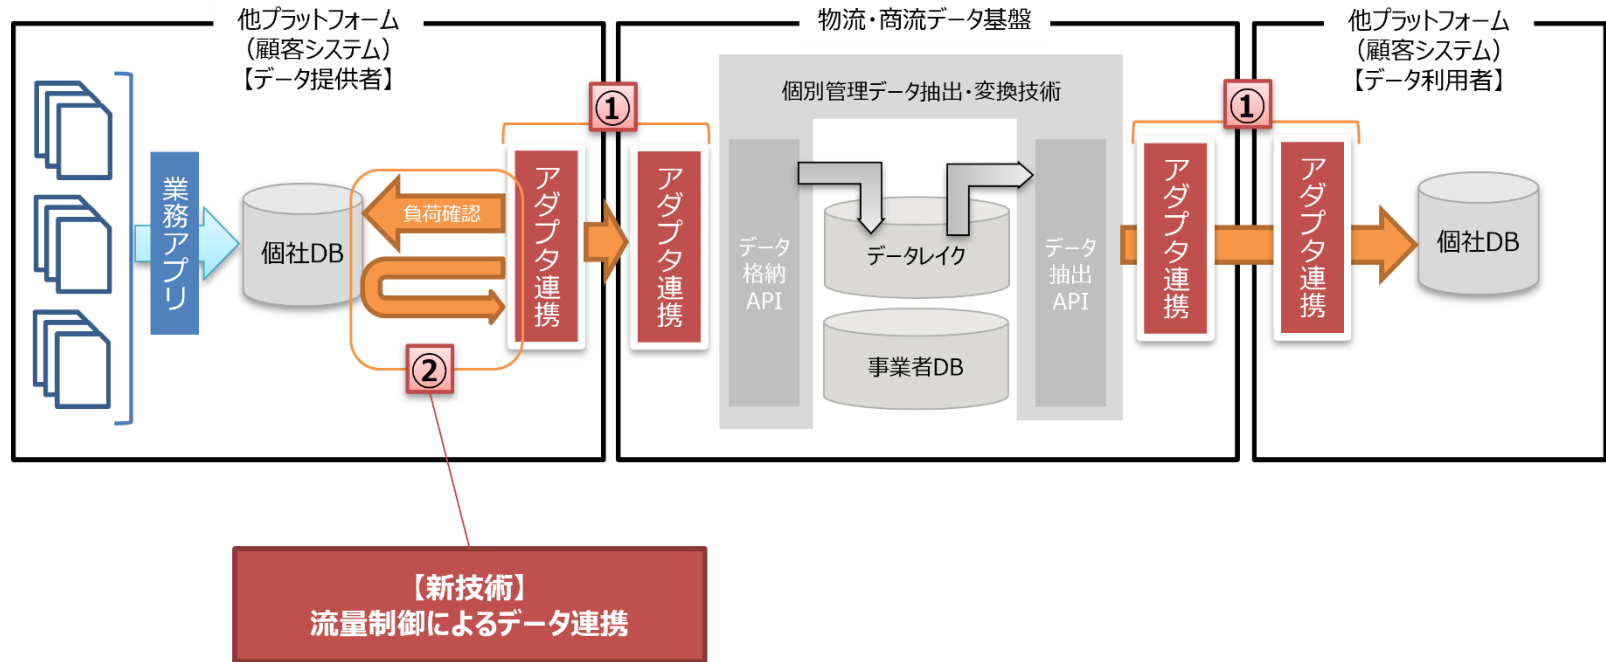 他プラットフォーム
（顧客システム）
【データ提供者】
物流・商流データ基盤
他プラットフォーム
（顧客システム）
【データ利用者】
①
①
個別管理データ抽出・変換技術
業務アプリ
個社DB
負荷確認
アダプタ連携
アダプタ連携
データ
格納
API
データレイク
事業者DB
データ
抽出
API
アダプタ連携
アダプタ連携
個社DB
②
【新技術】
流量制御によるデータ連携